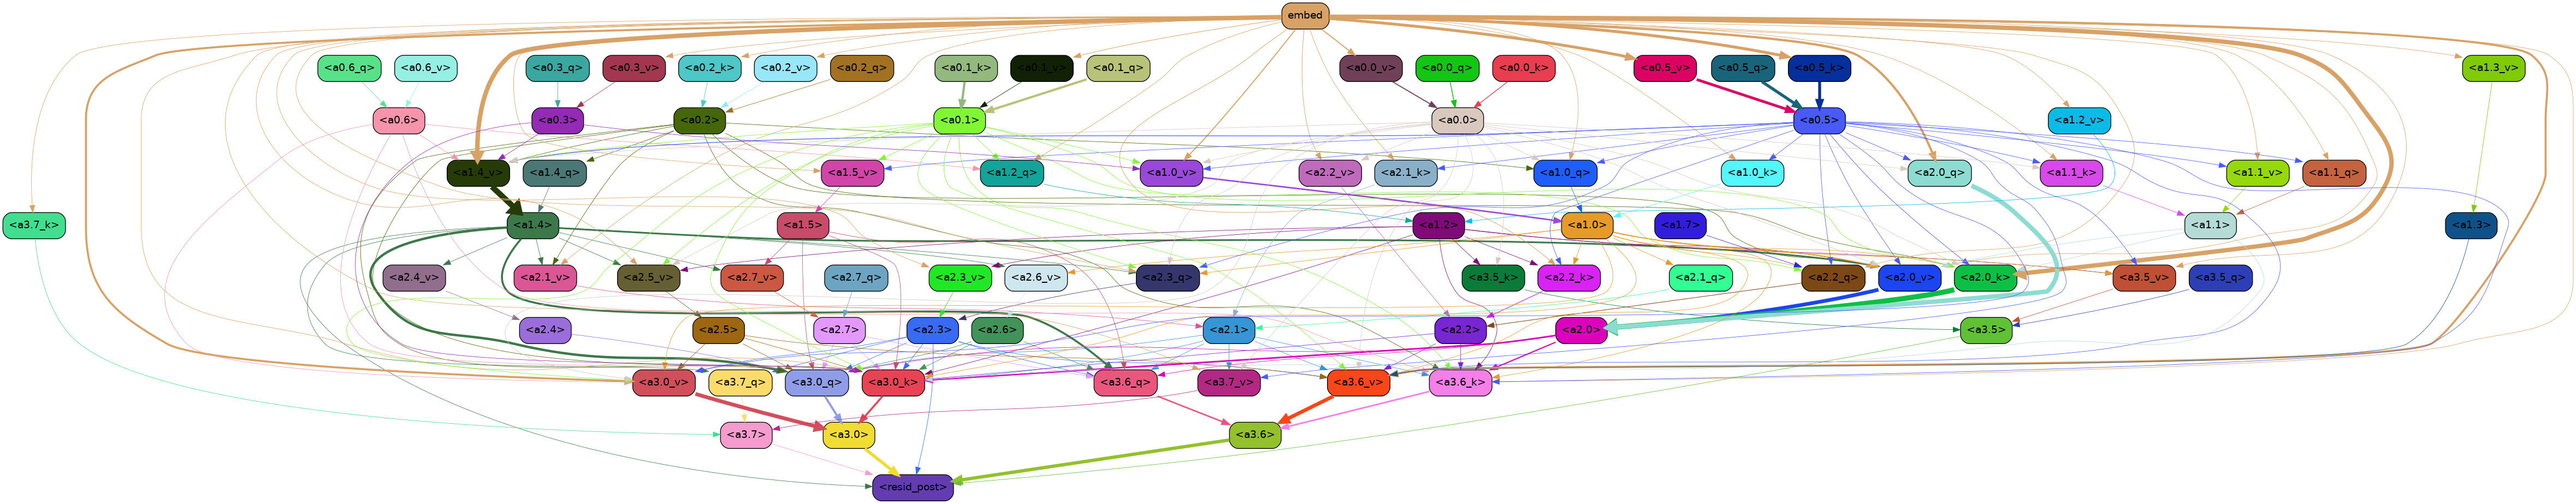 embed
<a0.6_q> <a0.6_v> <a0.3_q> <a0.3_v> <a0.2_k> <a0.2_v> <a0.2_q> <a0.1_k> <a0.1_v> <a0.1_q> <a0.0_v> <a0.0_q> <a0.0_k> <a0.5_v> <a0.5_q> <a0.5_k> <a1.3_v>
<a0.6> <a0.3> <a0.2> <a0.1> <a0.0> <a0.5> <a1.2_v>
<a1.4_v> <a1.4_q> <a1.5_v> <a1.2_q> <a1.0_v> <a2.2_v> <a2.1_k> <a1.0_q> <a1.0_k> <a2.0_q> <a1.1_k> <a1.1_v> <a1.1_q>
<a3.7_k> <a1.4> <a1.5> <a1.2> <a1.0> <a1.7> <a1.1> <a1.3>
<a2.4_v> <a2.1_v> <a2.5_v> <a2.7_v> <a2.7_q> <a2.3_v> <a2.6_v> <a2.3_q> <a3.5_k> <a2.2_k> <a2.1_q> <a2.2_q> <a2.0_v> <a2.0_k> <a3.5_v> <a3.5_q>
<a2.4> <a2.5> <a2.7> <a2.3> <a2.6> <a2.1> <a2.2> <a2.0> <a3.5>
<a3.0_v> <a3.7_q> <a3.0_q> <a3.0_k> <a3.6_q> <a3.7_v> <a3.6_v> <a3.6_k>
<a3.7> <a3.0> <a3.6>
<resid_post>